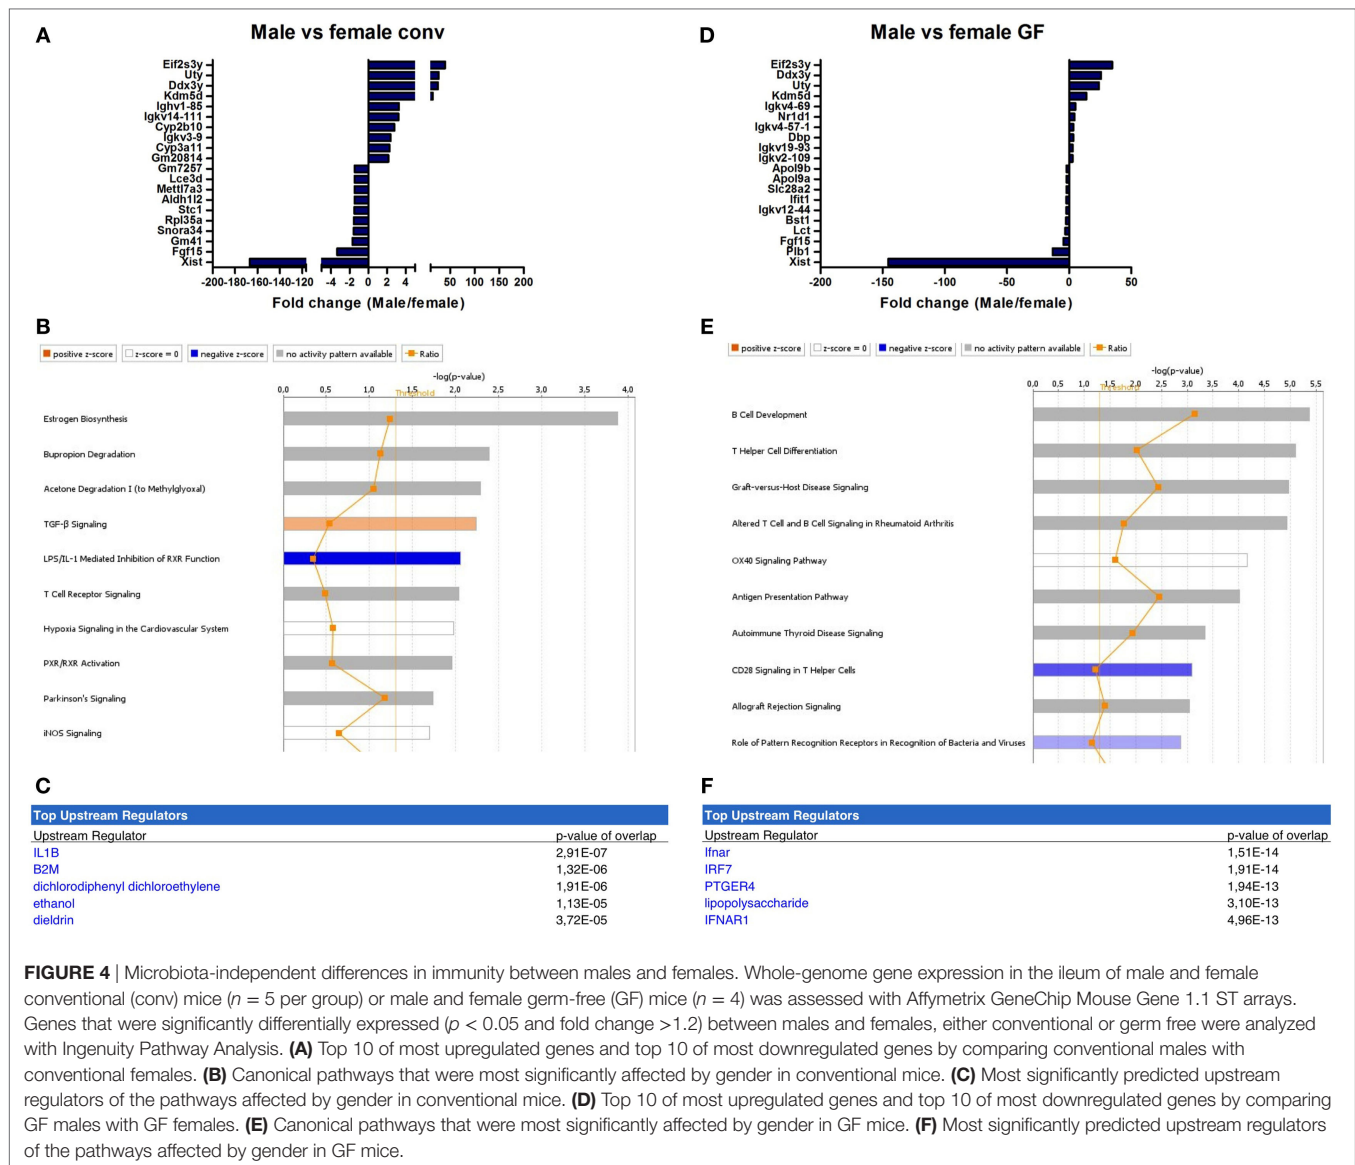 A
Male vs female conv
Eif2s3y
Uty
Ddx3y
Kdm5d
Ighv1-85
Igkv14-111
Cyp2b10
Igkv3-9
Cyp3a11
Gm20814
Gm7257
Lce3d
Mettl7a3
Aldh1l2
Stc1
Rpl35a
Snora34
Gm41
Fgf15
Xist
-200 -180 -160 -140 -120 -4 -2 0 2 4 50 100 150 200
Fold change (Male/female)
D
Male vs female GF
Eif2s3y
Ddx3y
Uty
Kdm5d
Igkv4-69
Nr1d1
Igkv4-57-1
Dbp
Igkv19-93
Igkv2-109
Apol9b
Apol9a
Slc28a2
Ifit1
Igkv12-44
Bst1
Lct
Fgf15
Plb1
Xist
-200 -150 -100 -50 0 50
Fold change (Male/female)
B
positive z-score z-score = 0 negative z-score no activity pattern available Ratio
-log(p-value)
0,0 0,5 1,0 1,5 2,0 2,5 3,0 3,5 4,0
Threshold
Estrogen Biosynthesis
Bupropion Degradation
Acetone Degradation I (to Methylglyoxal)
TGF-β Signaling
LPS/IL-1 Mediated Inhibition of RXR Function
T Cell Receptor Signaling
Hypoxia Signaling in the Cardiovascular System
PXR/RXR Activation
Parkinson's Signaling
iNOS Signaling
E
positive z-score z-score = 0 negative z-score no activity pattern available Ratio
-log(p-value)
0,0 0,5 1,0 1,5 2,0 2,5 3,0 3,5 4,0 4,5 5,0 5,5
Threshold
B Cell Development
T Helper Cell Differentiation
Graft-versus-Host Disease Signaling
Altered T Cell and B Cell Signaling in Rheumatoid Arthritis
OX40 Signaling Pathway
Antigen Presentation Pathway
Autoimmune Thyroid Disease Signaling
CD28 Signaling in T Helper Cells
Allograft Rejection Signaling
Role of Pattern Recognition Receptors in Recognition of Bacteria and Viruses
C
Top Upstream Regulators
Upstream Regulator p-value of overlap
IL1B 2,91E-07
B2M 1,32E-06
dichlorodiphenyl dichloroethylene 1,91E-06
ethanol 1,13E-05
dieldrin 3,72E-05
F
Top Upstream Regulators
Upstream Regulator p-value of overlap
Ifnar 1,51E-14
IRF7 1,91E-14
PTGER4 1,94E-13
lipopolysaccharide 3,10E-13
IFNAR1 4,96E-13
FIGURE 4 | Microbiota-independent differences in immunity between males and females. Whole-genome gene expression in the ileum of male and female
conventional (conv) mice (n = 5 per group) or male and female germ-free (GF) mice (n = 4) was assessed with Affymetrix GeneChip Mouse Gene 1.1 ST arrays.
Genes that were significantly differentially expressed (p < 0.05 and fold change >1.2) between males and females, either conventional or germ free were analyzed
with Ingenuity Pathway Analysis. (A) Top 10 of most upregulated genes and top 10 of most downregulated genes by comparing conventional males with
conventional females. (B) Canonical pathways that were most significantly affected by gender in conventional mice. (C) Most significantly predicted upstream
regulators of the pathways affected by gender in conventional mice. (D) Top 10 of most upregulated genes and top 10 of most downregulated genes by comparing
GF males with GF females. (E) Canonical pathways that were most significantly affected by gender in GF mice. (F) Most significantly predicted upstream regulators
of the pathways affected by gender in GF mice.